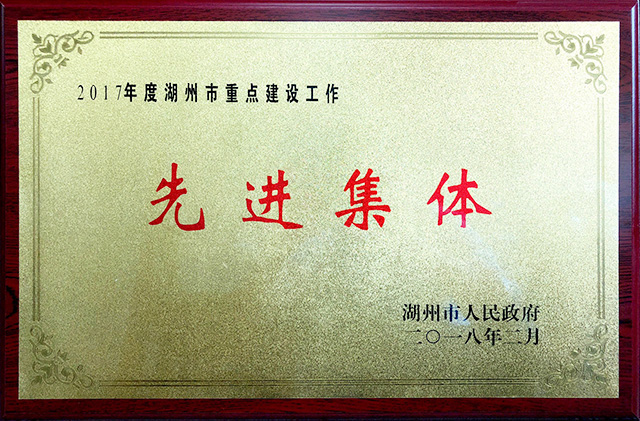 2017年度湖州市重点建设工作
先进集体
湖州市人民政府
二〇一八年二月